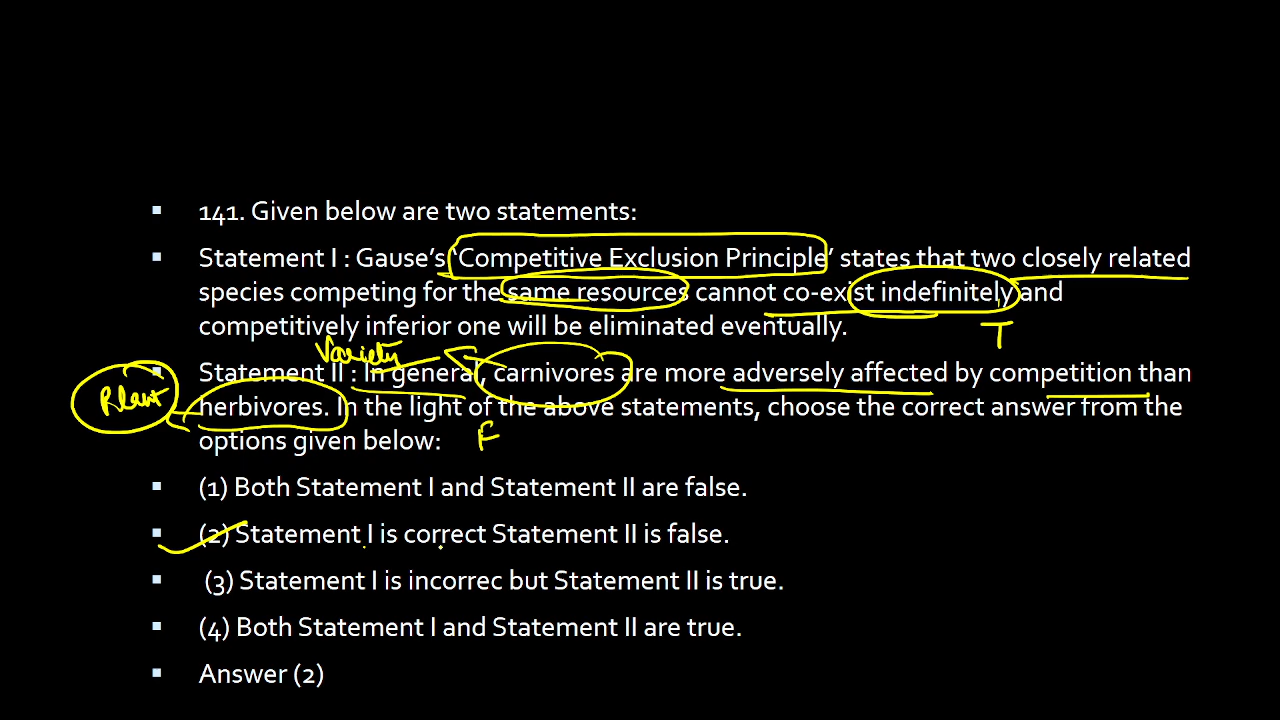 141. Given below are two statements:
Statement I : Gause's 'Competitive Exclusion Principle' states that two closely related
species competing for the same resources cannot co-exist indefinitely and
competitively inferior one will be eliminated eventually.
T
Variety
Statement II : In general, carnivores are more adversely affected by competition than
Plant
herbivores. In the light of the above statements, choose the correct answer from the
options given below:
F
(1) Both Statement I and Statement II are false.
(2) Statement I is correct Statement II is false.
(3) Statement I is incorrec but Statement II is true.
(4) Both Statement I and Statement II are true.
Answer (2)